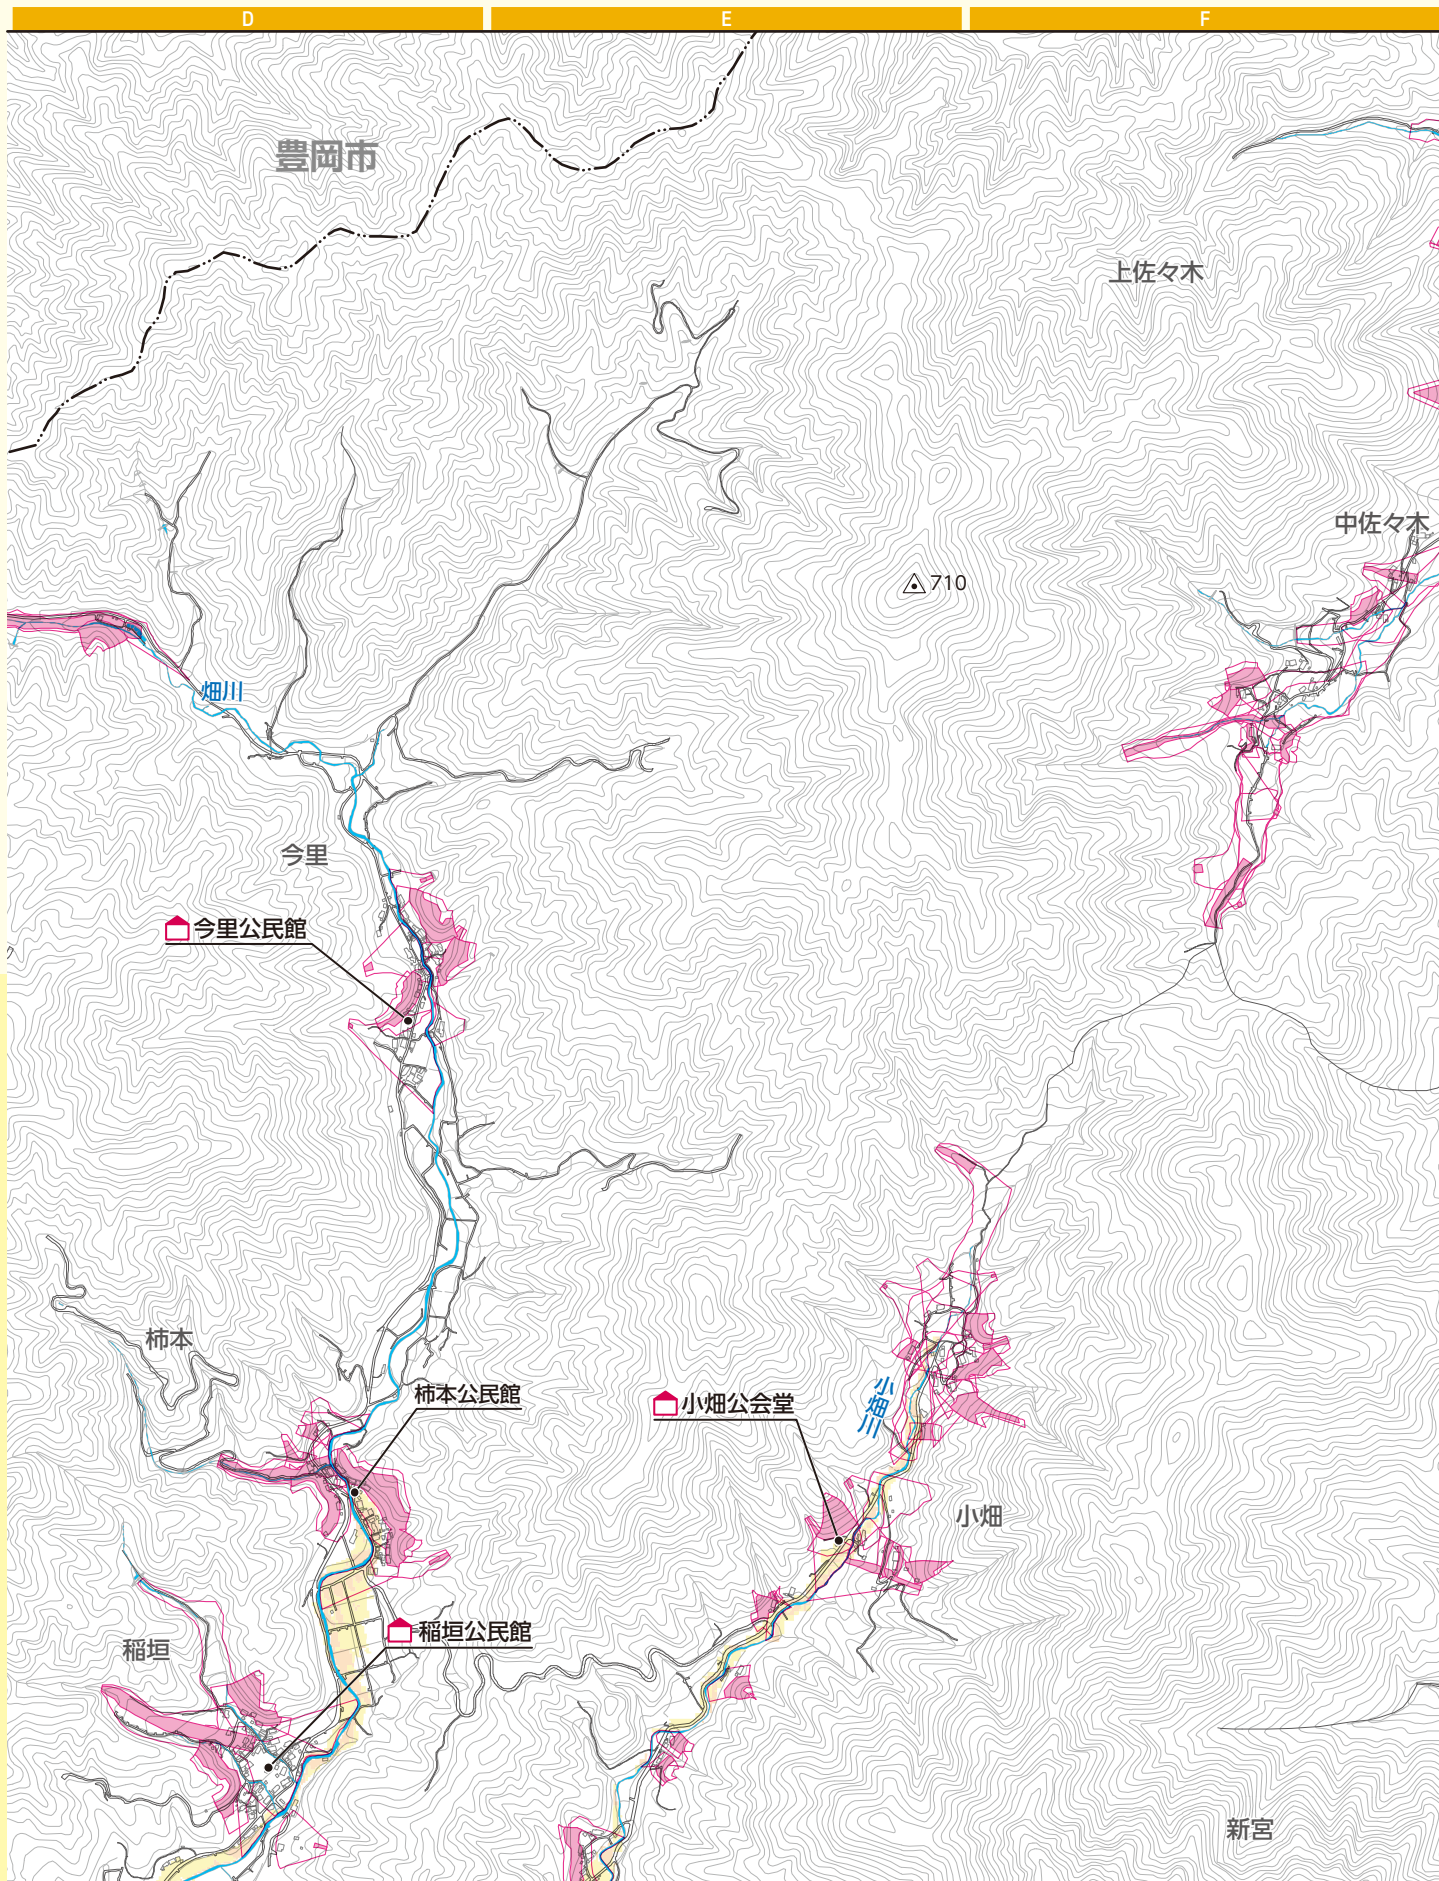 D
E
F
豊岡市
上佐々木
中佐々木
710
畑川
今里
今里公民館
柿本
柿本公民館
小畑公会堂
小畑川
小畑
稲垣公民館
稲垣
新宮